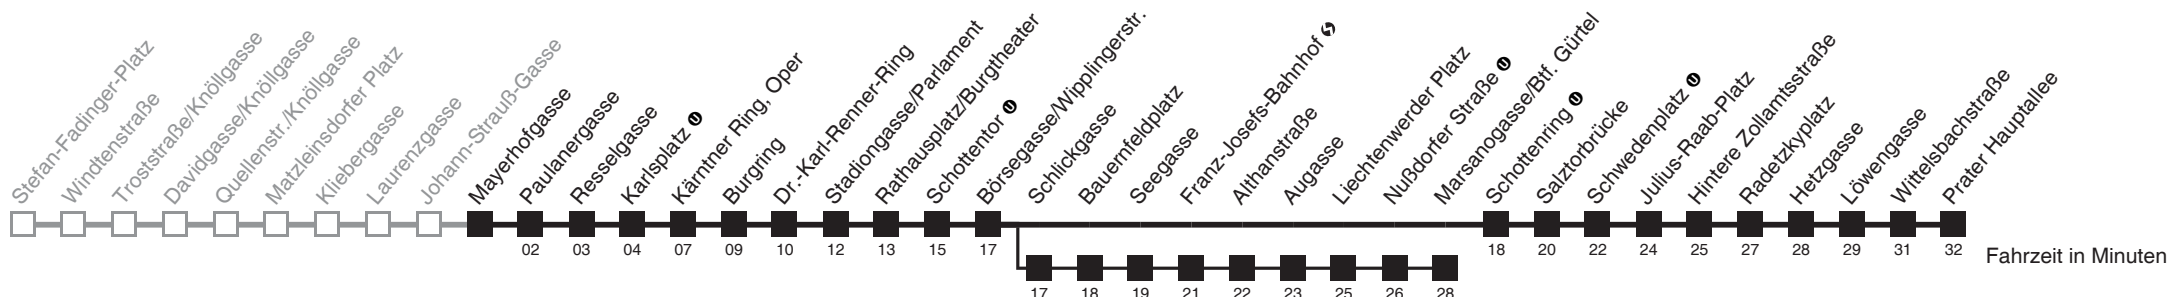 Stefan-Fadinger-Platz
Windtenstraße
Troststraße/Knöllgasse
Davidgasse/Knöllgasse
Quellenstr./Knöllgasse
Matzleinsdorfer Platz
Kliebergasse
Laurenzgasse
Johann-Strauß-Gasse
Mayerhofgasse
Paulanergasse
Resselgasse
Karlsplatz U
Kärntner Ring, Oper
Burgring
Dr.-Karl-Renner-Ring
Stadiongasse/Parlament
Rathausplatz/Burgtheater
Schottentor U
Börsegasse/Wipplingerstr.
Schlickgasse
Bauernfeldplatz
Seegasse
Franz-Josefs-Bahnhof
Althanstraße
Augasse
Liechtenwerder Platz
Nußdorfer Straße U
Marsanogasse/Btf. Gürtel
Schottenring U
Salztorbrücke
Schwedenplatz U
Julius-Raab-Platz
Hintere Zollamtsstraße
Radetzkyplatz
Hetzgasse
Löwengasse
Wittelsbachstraße
Prater Hauptallee
02 03 04 07 09 10 12 13 15 17 18 20 22 24 25 27 28 29 31 32
Fahrzeit in Minuten
17 18 19 21 22 23 25 26 28